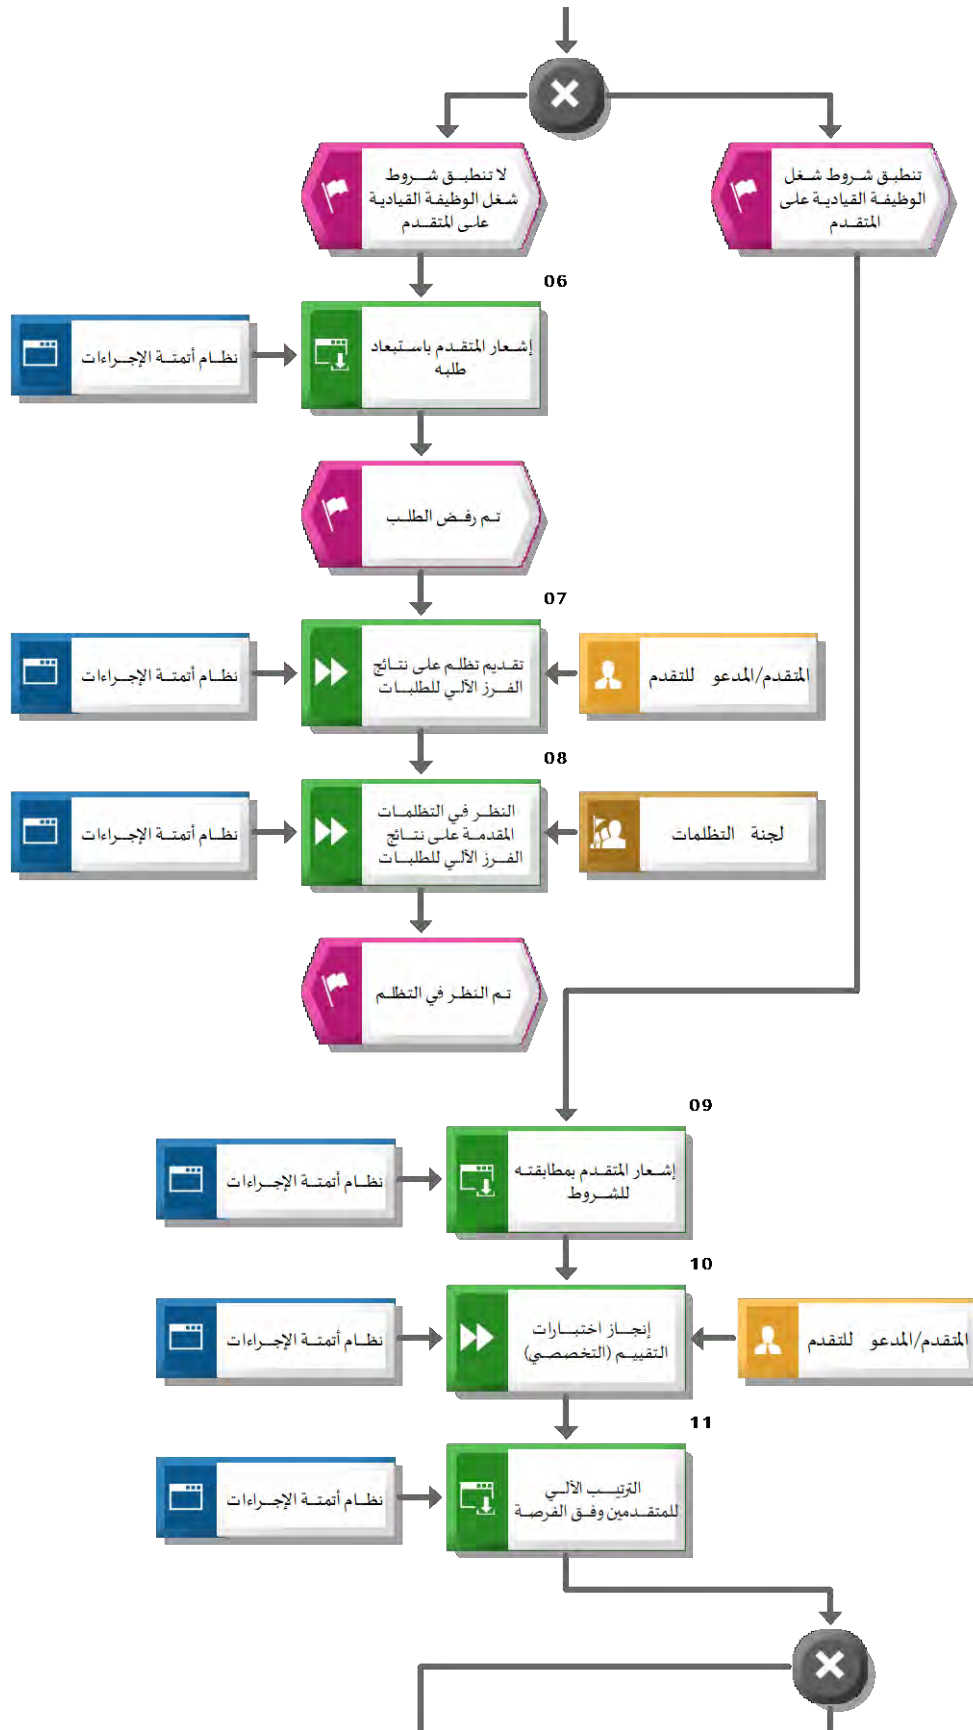 تنطبق شروط شغل
الوظيفة القيادية على
المتقدم
لا تنطبق شروط
شغل الوظيفة القيادية
على المتقدم
06
إشعار المتقدم باستبعاد
طلبه
نظام أتمتة الإجراءات
تم رفض الطلب
07
المتقدم/المدعو للتقدم
تقديم تظلم على نتائج
الفرز الآلي للطلبات
نظام أتمتة الإجراءات
08
لجنة التظلمات
النظر في التظلمات
المقدمة على نتائج
الفرز الآلي للطلبات
نظام أتمتة الإجراءات
تم النظر في التظلم
09
إشعار المتقدم بمطابقته
للشروط
نظام أتمتة الإجراءات
10
المتقدم/المدعو للتقدم
إنجاز اختبارات
التقييم (التخصصي)
نظام أتمتة الإجراءات
11
الترتيب الآلي
للمتقدمين وفق الفرصة
نظام أتمتة الإجراءات